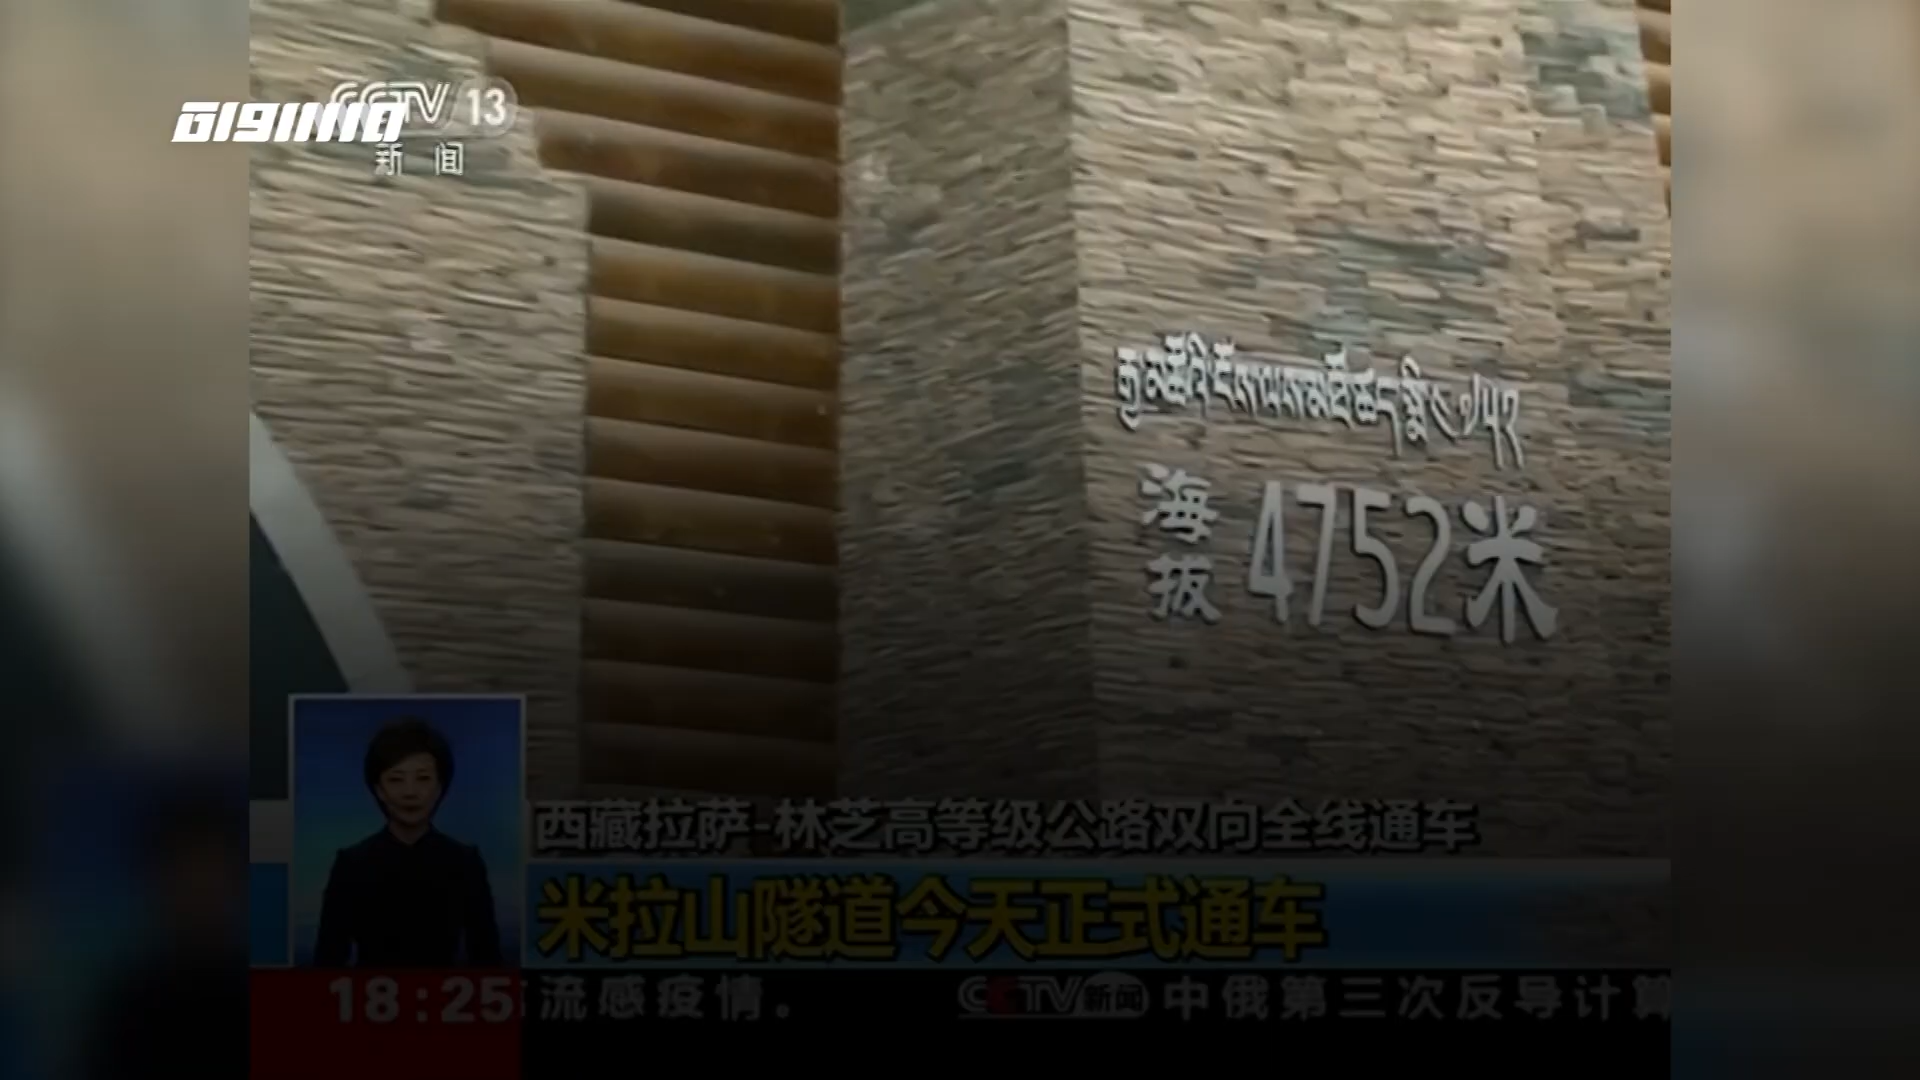 CCTV 13
新闻
海拔 4752米
西藏拉萨-林芝高等级公路双向全线通车
米拉山隧道今天正式通车
18:25 流感疫情. CCTV新闻 中俄第三次反导计算